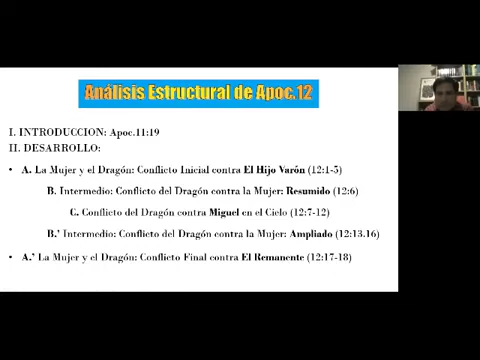 Análisis Estructural de Apoc.12
I. INTRODUCCION: Apoc.11:19
II. DESARROLLO:
• A. La Mujer y el Dragón: Conflicto Inicial contra El Hijo Varón (12:1-5)
B. Intermedio: Conflicto del Dragón contra la Mujer: Resumido (12:6)
C. Conflicto del Dragón contra Miguel en el Cielo (12:7-12)
B.’ Intermedio: Conflicto del Dragón contra la Mujer: Ampliado (12:13.16)
• A.’ La Mujer y el Dragón: Conflicto Final contra El Remanente (12:17-18)